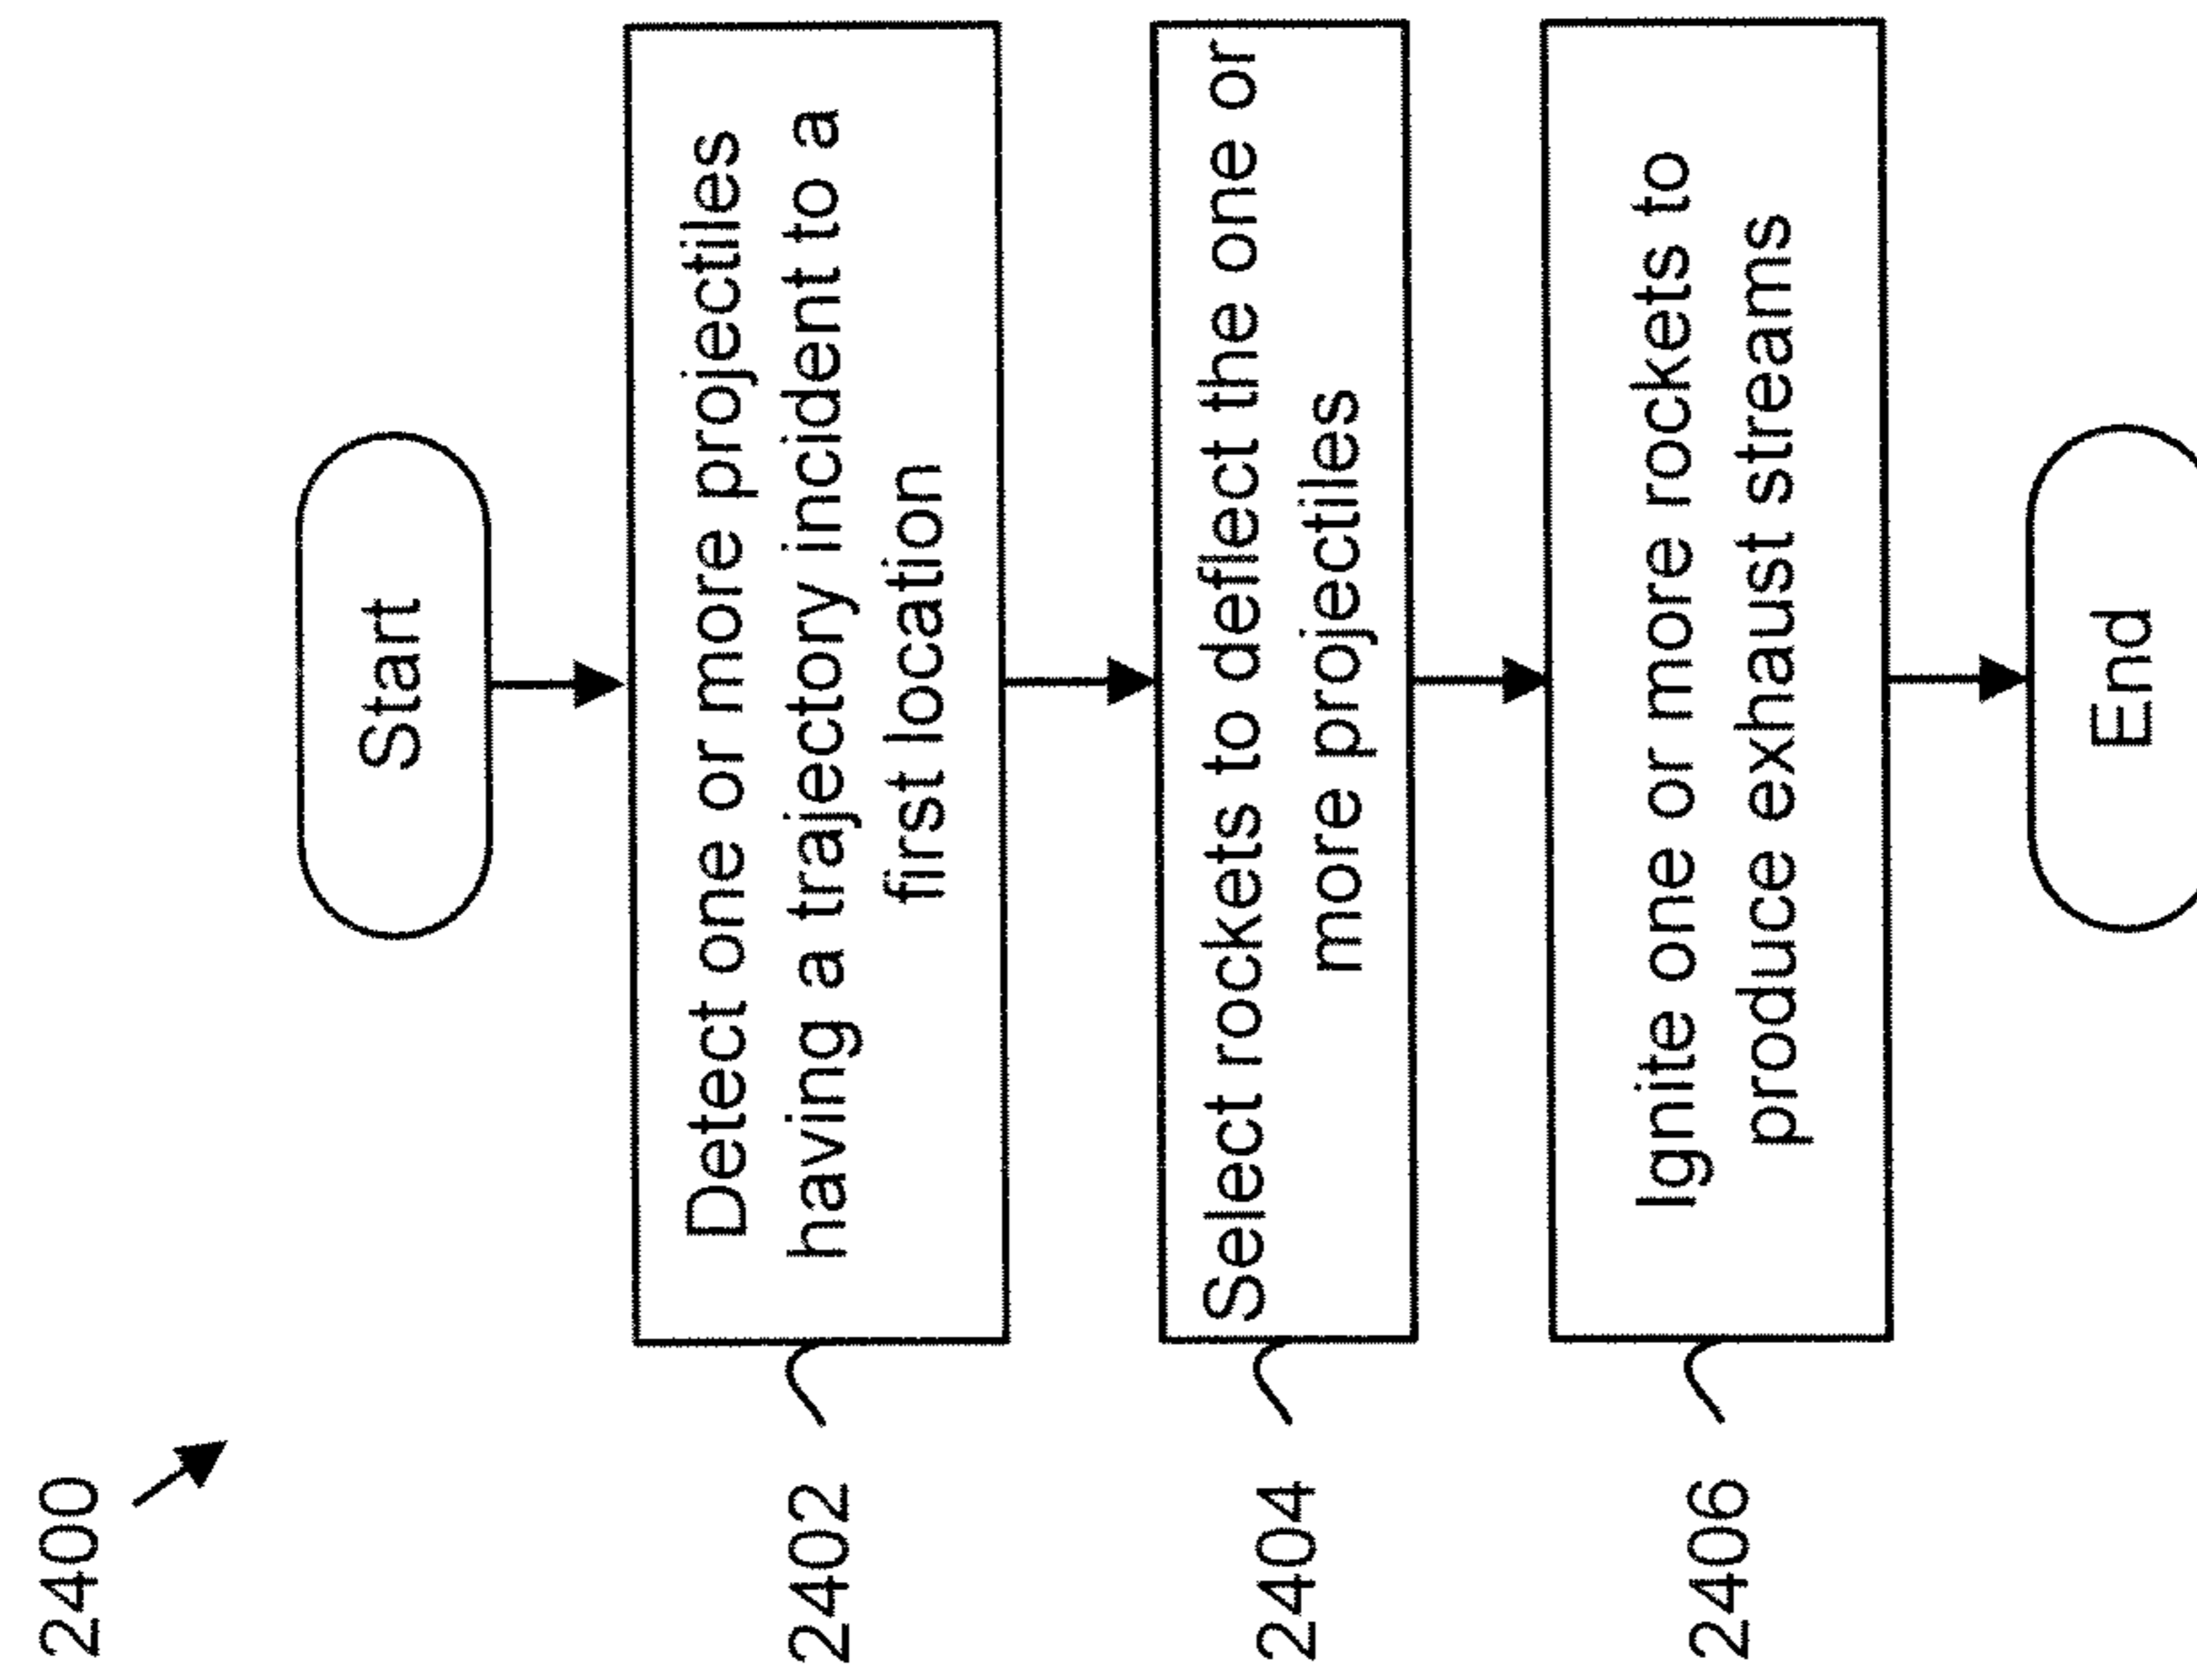 2400
Start
2402
Detect one or more projectiles
having a trajectory incident to a
first location
2404
Select rockets to deflect the one or
more projectiles
2406
Ignite one or more rockets to
produce exhaust streams
End